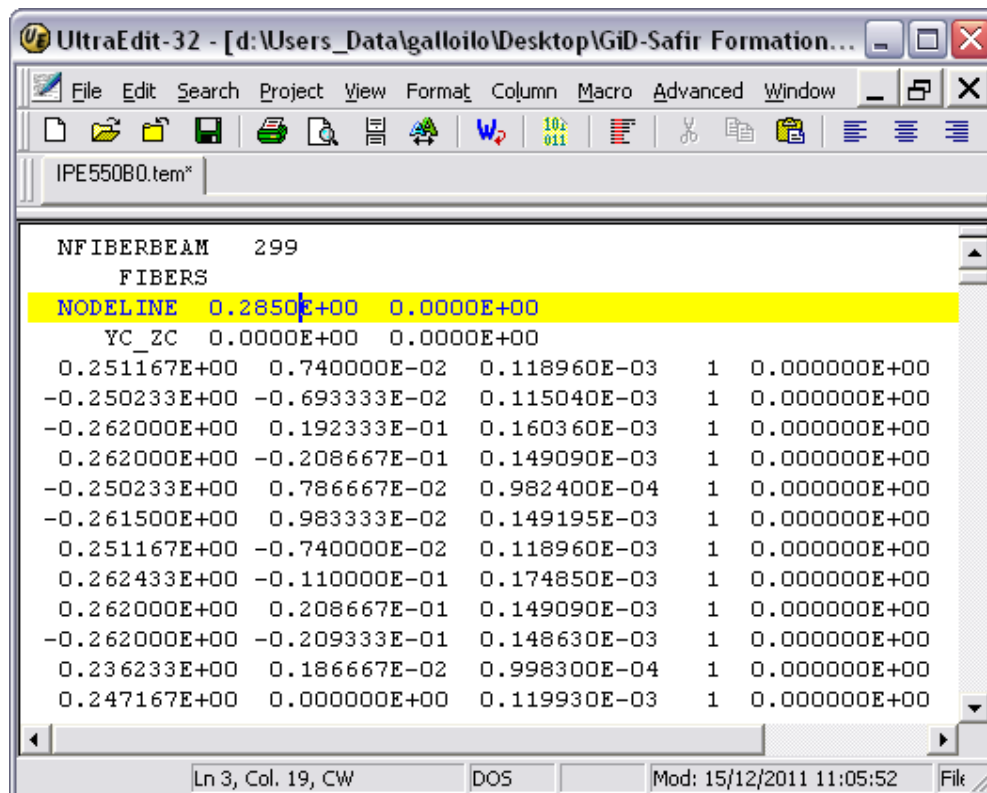 UltraEdit-32 - [d:\Users_Data\galloilo\Desktop\GiD-Safir Formation...
File Edit Search Project View Format Column Macro Advanced Window
IPE550B0.tem*
NFIBERBEAM 299
FIBERS
NODELINE 0.2850E+00 0.0000E+00
YC_ZC 0.0000E+00 0.0000E+00
0.251167E+00 0.740000E-02 0.118960E-03 1 0.000000E+00
-0.250233E+00 -0.693333E-02 0.115040E-03 1 0.000000E+00
-0.262000E+00 0.192333E-01 0.160360E-03 1 0.000000E+00
0.262000E+00 -0.208667E-01 0.149090E-03 1 0.000000E+00
-0.250233E+00 0.786667E-02 0.982400E-04 1 0.000000E+00
-0.261500E+00 0.983333E-02 0.149195E-03 1 0.000000E+00
0.251167E+00 -0.740000E-02 0.118960E-03 1 0.000000E+00
0.262433E+00 -0.110000E-01 0.174850E-03 1 0.000000E+00
0.262000E+00 0.208667E-01 0.149090E-03 1 0.000000E+00
-0.262000E+00 -0.209333E-01 0.148630E-03 1 0.000000E+00
0.236233E+00 0.186667E-02 0.998300E-04 1 0.000000E+00
0.247167E+00 0.000000E+00 0.119930E-03 1 0.000000E+00
Ln 3, Col. 19, CW DOS Mod: 15/12/2011 11:05:52 File